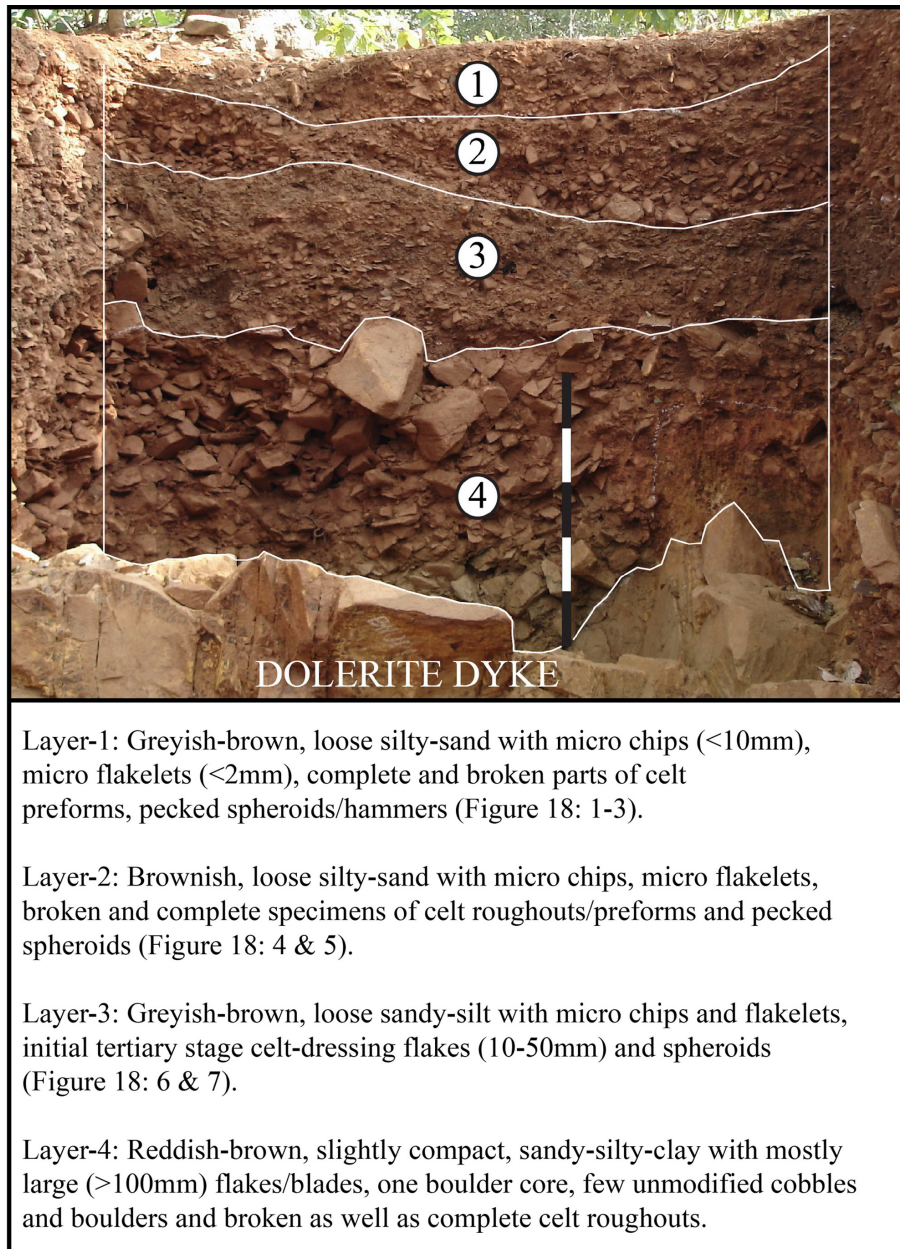 1
2
3
4
DOLERITE DYKE
Layer-1: Greyish-brown, loose silty-sand with micro chips (<10mm),
micro flakelets (<2mm), complete and broken parts of celt
preforms, pecked spheroids/hammers (Figure 18: 1-3).
Layer-2: Brownish, loose silty-sand with micro chips, micro flakelets,
broken and complete specimens of celt roughouts/preforms and pecked
spheroids (Figure 18: 4 & 5).
Layer-3: Greyish-brown, loose sandy-silt with micro chips and flakelets,
initial tertiary stage celt-dressing flakes (10-50mm) and spheroids
(Figure 18: 6 & 7).
Layer-4: Reddish-brown, slightly compact, sandy-silty-clay with mostly
large (>100mm) flakes/blades, one boulder core, few unmodified cobbles
and boulders and broken as well as complete celt roughouts.